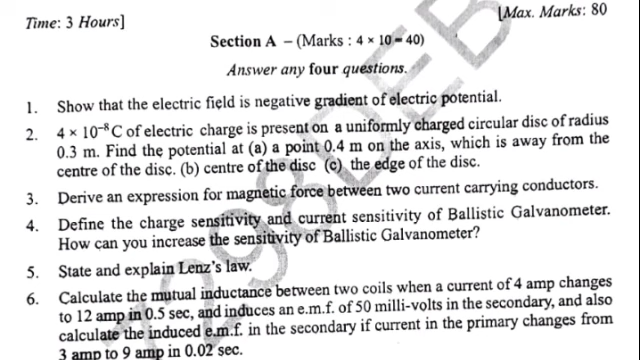 Time: 3 Hours]
[Max. Marks: 80
Section A – (Marks : 4 × 10 = 40)
Answer any four questions.
1. Show that the electric field is negative gradient of electric potential.
2. 4 × 10⁻⁸C of electric charge is present on a uniformly charged circular disc of radius
0.3 m. Find the potential at (a) a point 0.4 m on the axis, which is away from the
centre of the disc. (b) centre of the disc (c) the edge of the disc.
3. Derive an expression for magnetic force between two current carrying conductors.
4. Define the charge sensitivity and current sensitivity of Ballistic Galvanometer.
How can you increase the sensitivity of Ballistic Galvanometer?
5. State and explain Lenz's law.
6. Calculate the mutual inductance between two coils when a current of 4 amp changes
to 12 amp in 0.5 sec, and induces an e.m.f. of 50 milli-volts in the secondary, and also
calculate the induced e.m.f. in the secondary if current in the primary changes from
3 amp to 9 amp in 0.02 sec.